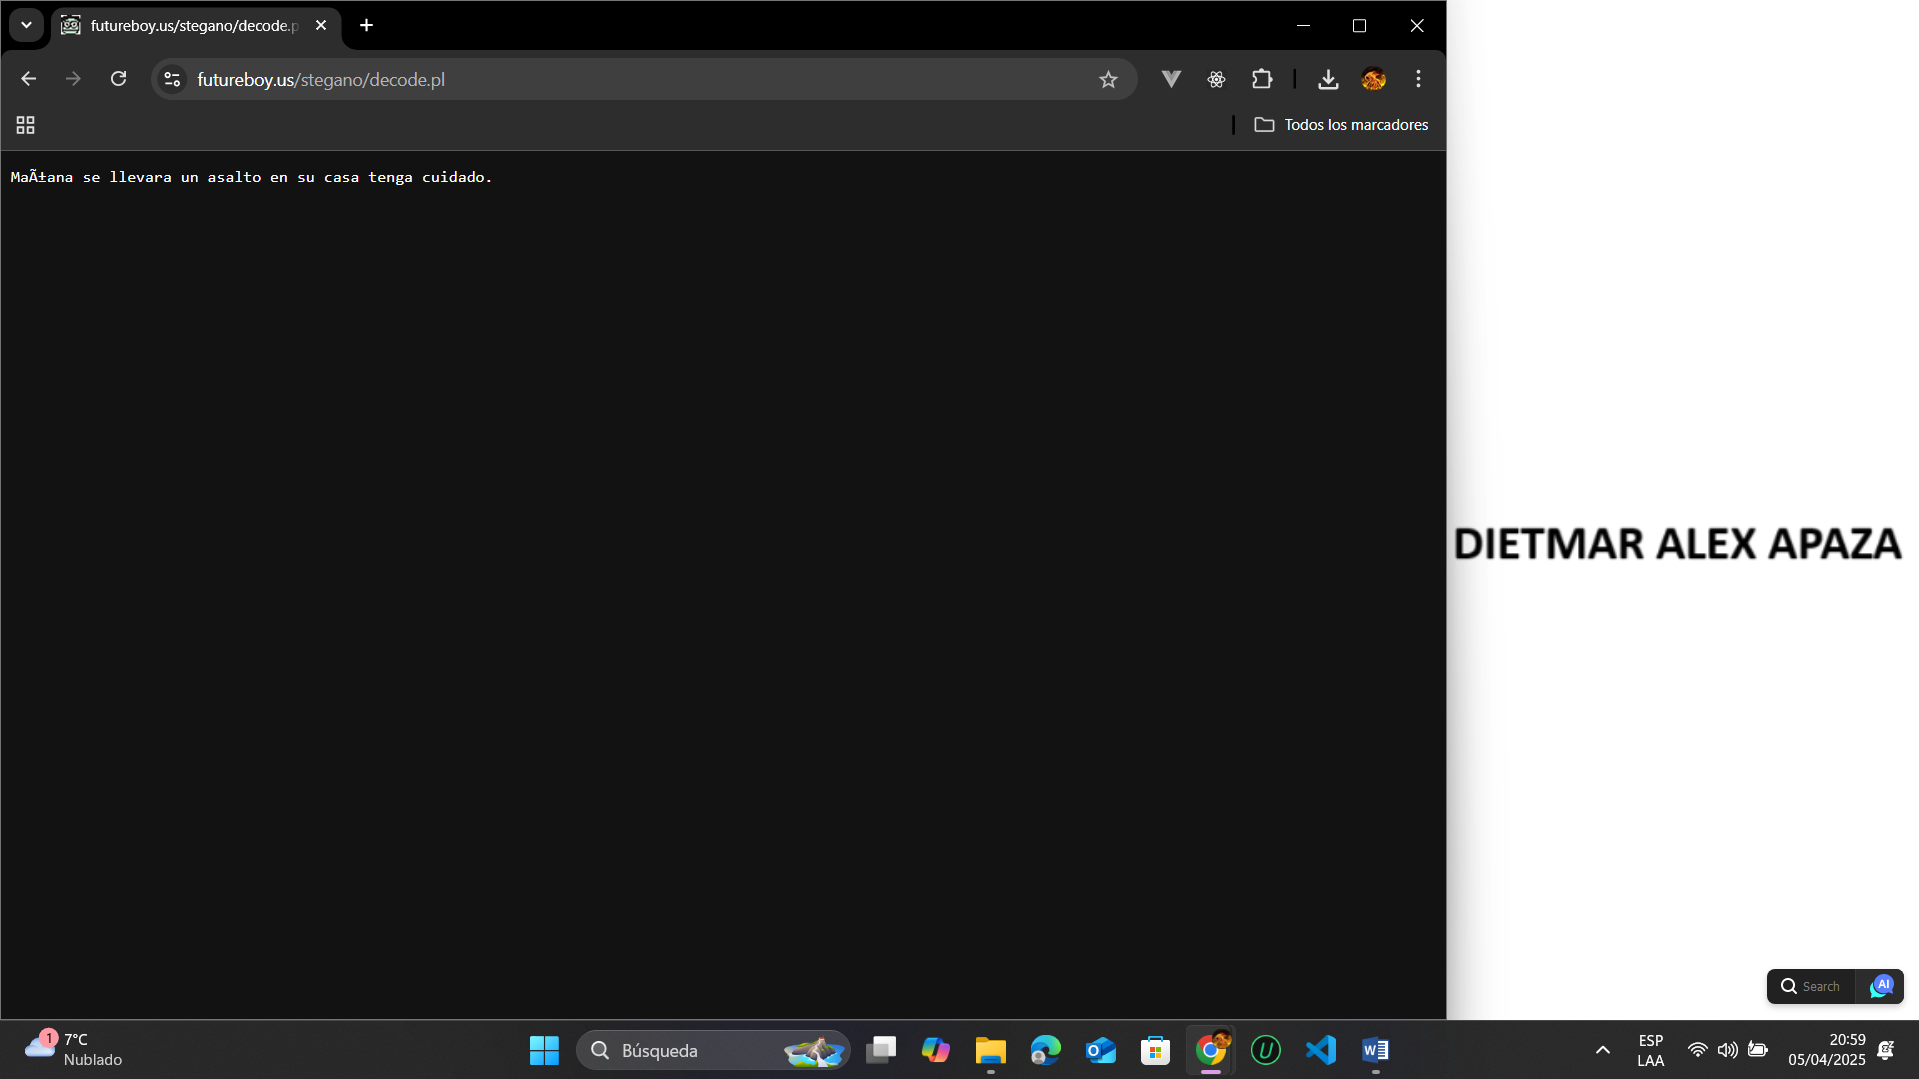 futureboy.us/stegano/decode.p
futureboy.us/stegano/decode.pl
Todos los marcadores
MaÃ±ana se llevara un asalto en su casa tenga cuidado.
DIETMAR ALEX APAZA
Search
AI
1
7°C
Nublado
Búsqueda
ESP
LAA
20:59
05/04/2025